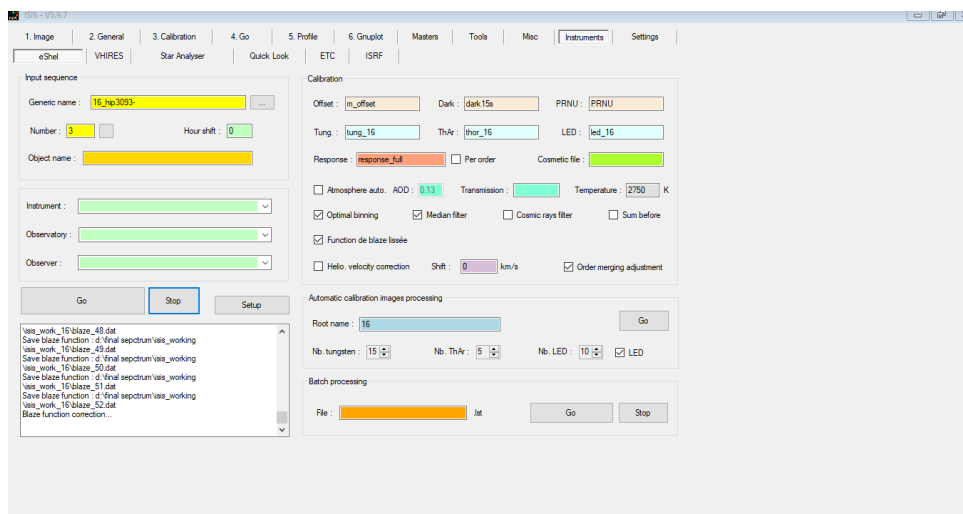 ISIS - V5.9.7
1. Image 2. General 3. Calibration 4. Go 5. Profile 6. Gnuplot Masters Tools Misc Instruments Settings
eShel VHIRES Star Analyser Quick Look ETC ISRF
Input sequence
Generic name : 16_hip3093- ...
Number : 3 Hour shift : 0
Object name :
Instrument :
Observatory :
Observer :
Go Stop Setup
\isis_work_16\blaze_48.dat
Save blaze function : d:\final sepctrum\isis_working
\isis_work_16\blaze_49.dat
Save blaze function : d:\final sepctrum\isis_working
\isis_work_16\blaze_50.dat
Save blaze function : d:\final sepctrum\isis_working
\isis_work_16\blaze_51.dat
Save blaze function : d:\final sepctrum\isis_working
\isis_work_16\blaze_52.dat
Blaze function correction...
Calibration
Offset : m_offset Dark : dark15s PRNU : PRNU
Tung. : tung_16 ThAr : thor_16 LED : led_16
Response : response_full Per order Cosmetic file :
Atmosphere auto. AOD : 0.13 Transmission : Temperature : 2750 K
Optimal binning Median filter Cosmic rays filter Sum before
Function de blaze lissée
Helio. velocity correction Shift : 0 km/s Order merging adjustment
Automatic calibration images processing
Root name : 16 Go
Nb. tungsten : 15 Nb. ThAr : 5 Nb. LED : 10 LED
Batch processing
File : .lst Go Stop